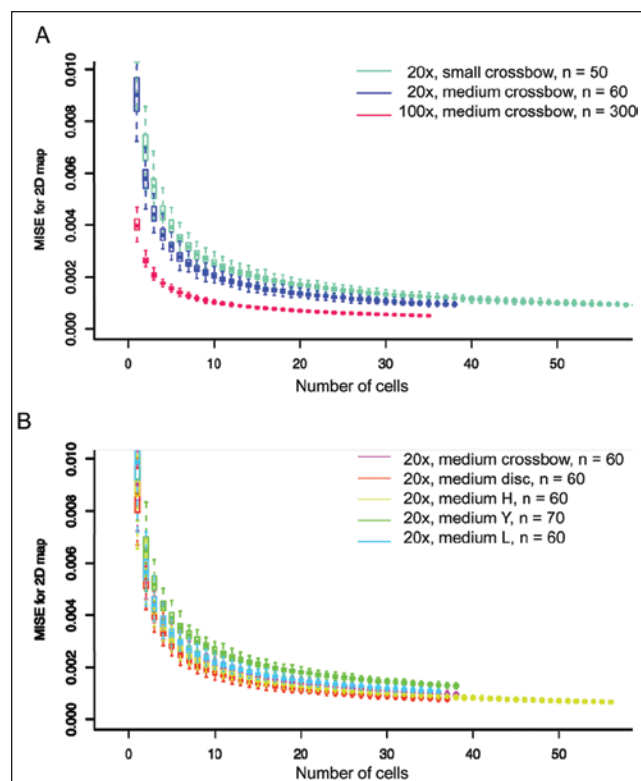 A
0.010
0.008
0.006
0.004
0.002
0.000
MISE for 2D map
20x, small crossbow, n = 50
20x, medium crossbow, n = 60
100x, medium crossbow, n = 300
0 10 20 30 40 50
Number of cells
B
0.010
0.008
0.006
0.004
0.002
0.000
MISE for 2D map
20x, medium crossbow, n = 60
20x, medium disc, n = 60
20x, medium H, n = 60
20x, medium Y, n = 70
20x, medium L, n = 60
0 10 20 30 40 50
Number of cells